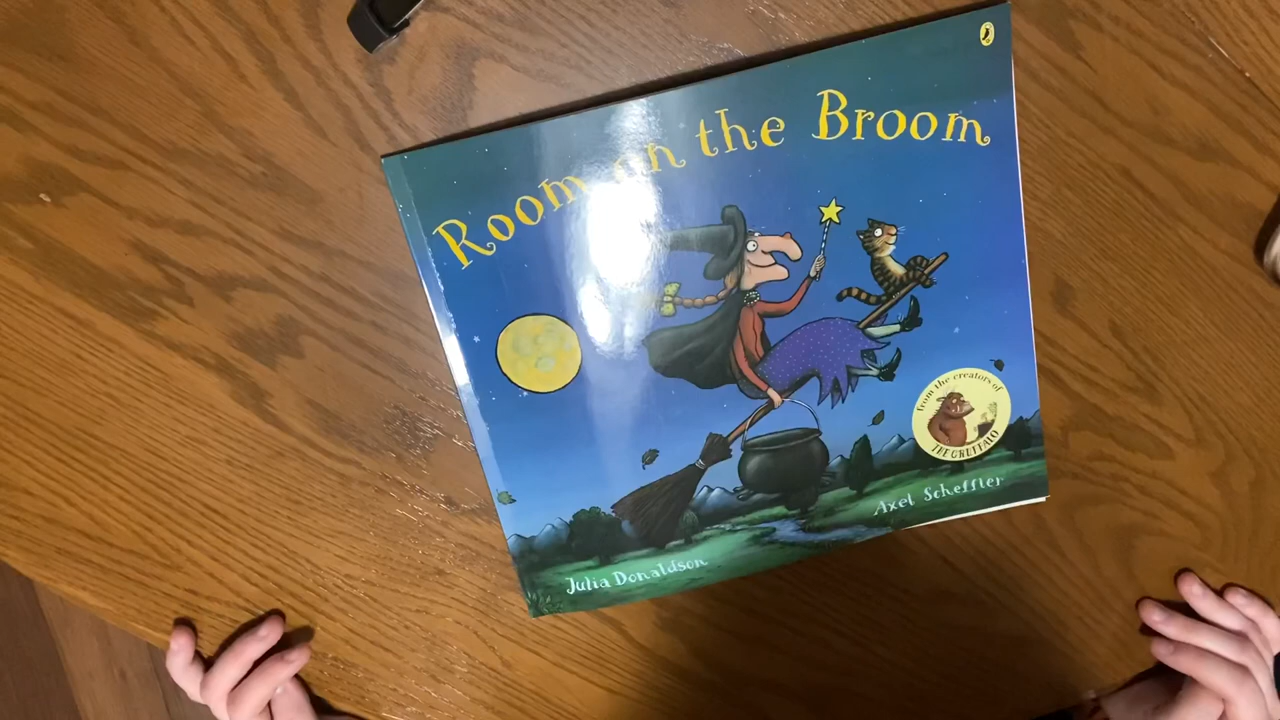 Room on the Broom
from the creators of
THE GRUFFALO
Axel Scheffler
Julia Donaldson